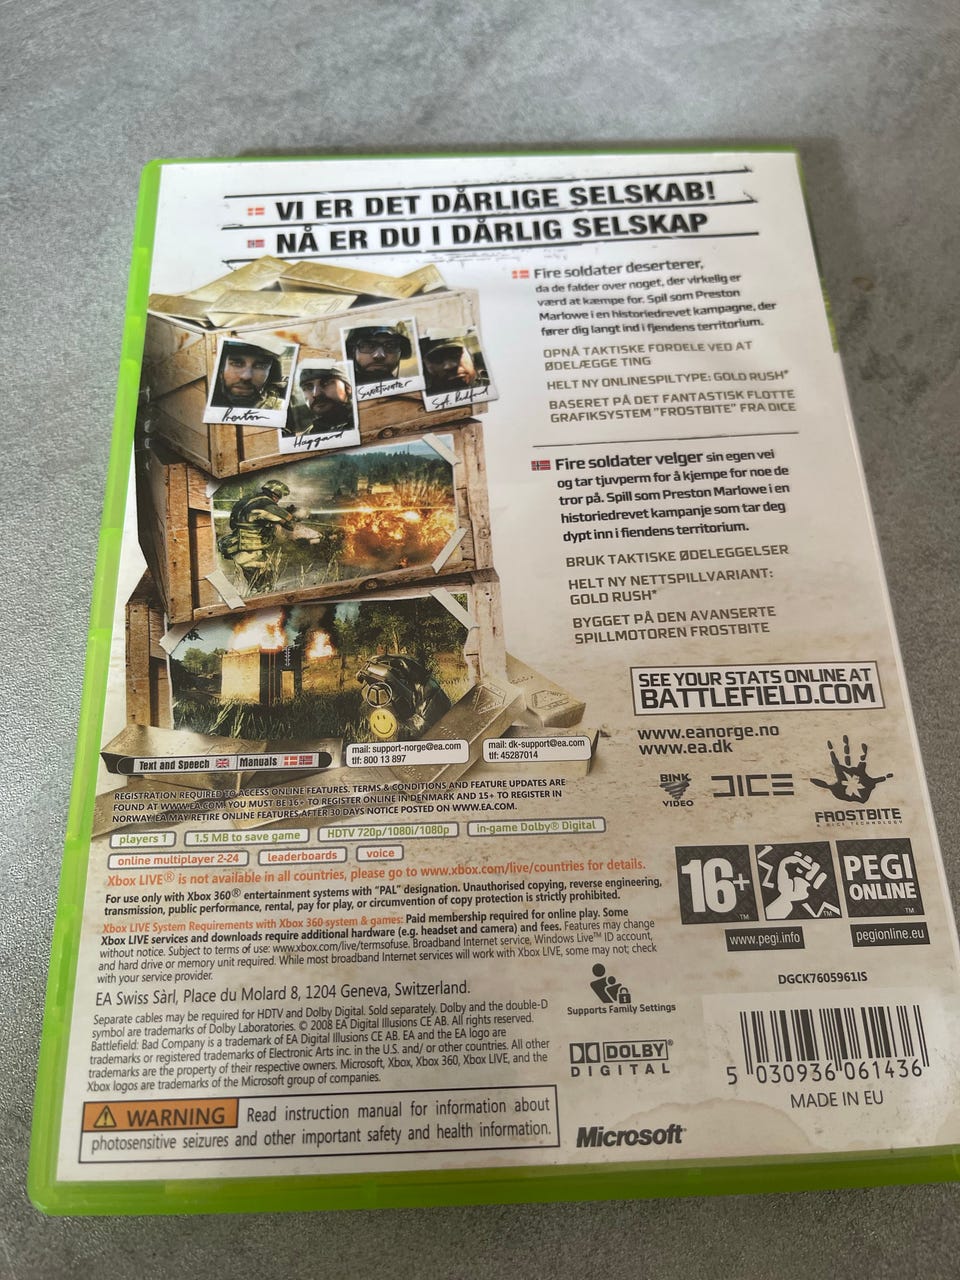 VI ER DET DÅRLIGE SELSKAB!
NÅ ER DU I DÅRLIG SELSKAP
Fire soldater deserterer,
da de falder over noget, der virkelig er
værd at kæmpe for. Spil som Preston
Marlowe i en historiedrevet kampagne, der
fører dig langt ind i fjendens territorium.
OPNÅ TAKTISKE FORDELE VED AT
ØDELÆGGE TING
HELT NY ONLINESPILTYPE: GOLD RUSH*
BASERET PÅ DET FANTASTISK FLOTTE
GRAFIKSYSTEM "FROSTBITE" FRA DICE
Preston
Haggard
Sweetwater
Sgt. Redford
Fire soldater velger sin egen vei
og tar tjuvperm for å kjempe for noe de
tror på. Spill som Preston Marlowe i en
historiedrevet kampanje som tar deg
dypt inn i fiendens territorium.
BRUK TAKTISKE ØDELEGGELSER
HELT NY NETTSPILLVARIANT:
GOLD RUSH*
BYGGET PÅ DEN AVANSERTE
SPILLMOTOREN FROSTBITE
SEE YOUR STATS ONLINE AT
BATTLEFIELD.COM
www.eanorge.no
www.ea.dk
Text and Speech Manuals
mail: support-norge@ea.com
tlf: 800 13 897
mail: dk-support@ea.com
tlf: 45287014
BINK
VIDEO
DICE
FROSTBITE
A DICE TECHNOLOGY
REGISTRATION REQUIRED TO ACCESS ONLINE FEATURES. TERMS & CONDITIONS AND FEATURE UPDATES ARE
FOUND AT WWW.EA.COM. YOU MUST BE 16+ TO REGISTER ONLINE IN DENMARK AND 15+ TO REGISTER IN
NORWAY. EA MAY RETIRE ONLINE FEATURES AFTER 30 DAYS NOTICE POSTED ON WWW.EA.COM.
players 1
1.5 MB to save game
HDTV 720p/1080i/1080p
in-game Dolby® Digital
online multiplayer 2-24
leaderboards
voice
Xbox LIVE® is not available in all countries, please go to www.xbox.com/live/countries for details.
For use only with Xbox 360® entertainment systems with "PAL" designation. Unauthorised copying, reverse engineering,
transmission, public performance, rental, pay for play, or circumvention of copy protection is strictly prohibited.
Xbox LIVE System Requirements with Xbox 360 system & games: Paid membership required for online play. Some
Xbox LIVE services and downloads require additional hardware (e.g. headset and camera) and fees. Features may change
without notice. Subject to terms of use: www.xbox.com/live/termsofuse. Broadband Internet service, Windows Live™ ID account,
and hard drive or memory unit required. While most broadband Internet services will work with Xbox LIVE, some may not; check
with your service provider.
16+
PEGI
ONLINE
www.pegi.info
pegionline.eu
EA Swiss Sàrl, Place du Molard 8, 1204 Geneva, Switzerland.
Separate cables may be required for HDTV and Dolby Digital. Sold separately. Dolby and the double-D
symbol are trademarks of Dolby Laboratories. © 2008 EA Digital Illusions CE AB. All rights reserved.
Battlefield: Bad Company is a trademark of EA Digital Illusions CE AB. EA and the EA logo are
trademarks or registered trademarks of Electronic Arts inc. in the U.S. and/ or other countries. All other
trademarks are the property of their respective owners. Microsoft, Xbox, Xbox 360, Xbox LIVE, and the
Xbox logos are trademarks of the Microsoft group of companies.
Supports Family Settings
DOLBY®
DIGITAL
DGCK7605961IS
5 030936 061436
MADE IN EU
WARNING Read instruction manual for information about
photosensitive seizures and other important safety and health information.
Microsoft®